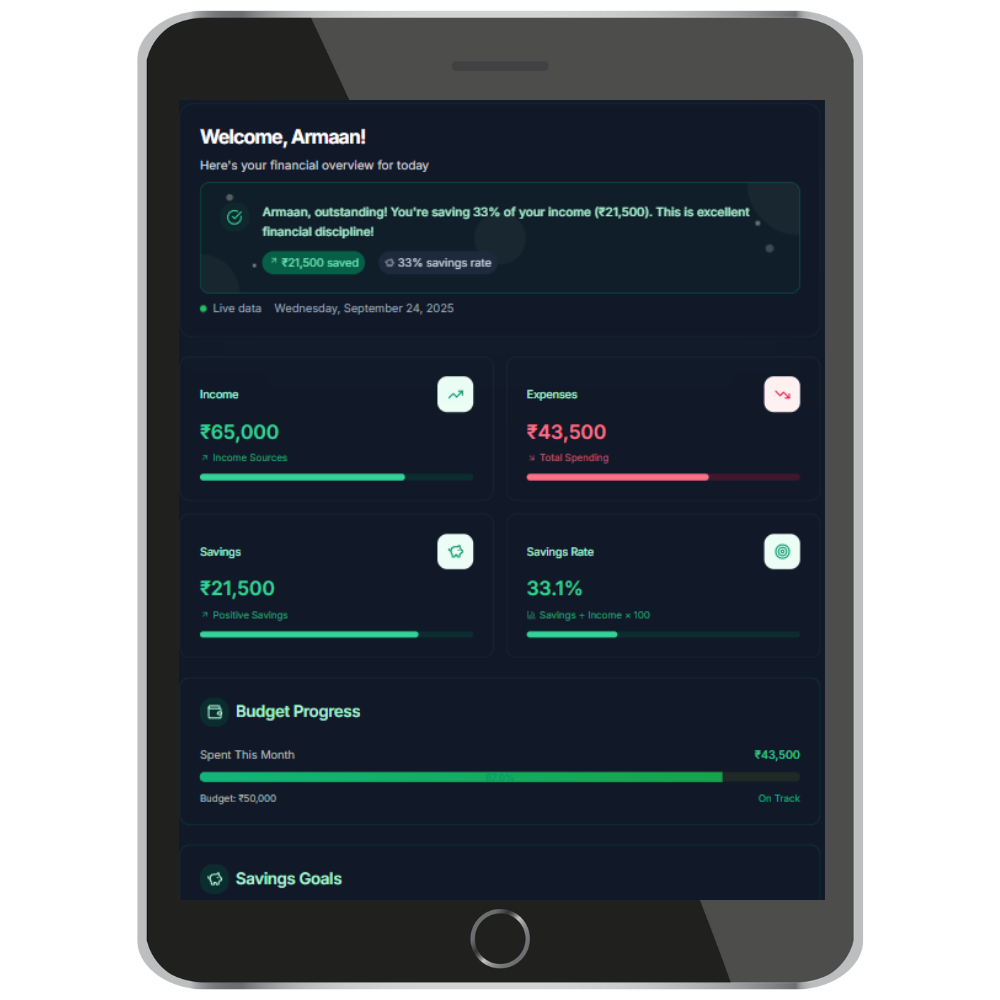 Welcome, Armaan!
Here's your financial overview for today
Armaan, outstanding! You're saving 33% of your income (₹21,500). This is excellent
financial discipline!
₹21,500 saved 33% savings rate
Live data Wednesday, September 24, 2025
Income
₹65,000
Income Sources
Expenses
₹43,500
Total Spending
Savings
₹21,500
Positive Savings
Savings Rate
33.1%
Savings ÷ Income × 100
Budget Progress
Spent This Month ₹43,500
Budget: ₹50,000 On Track
Savings Goals